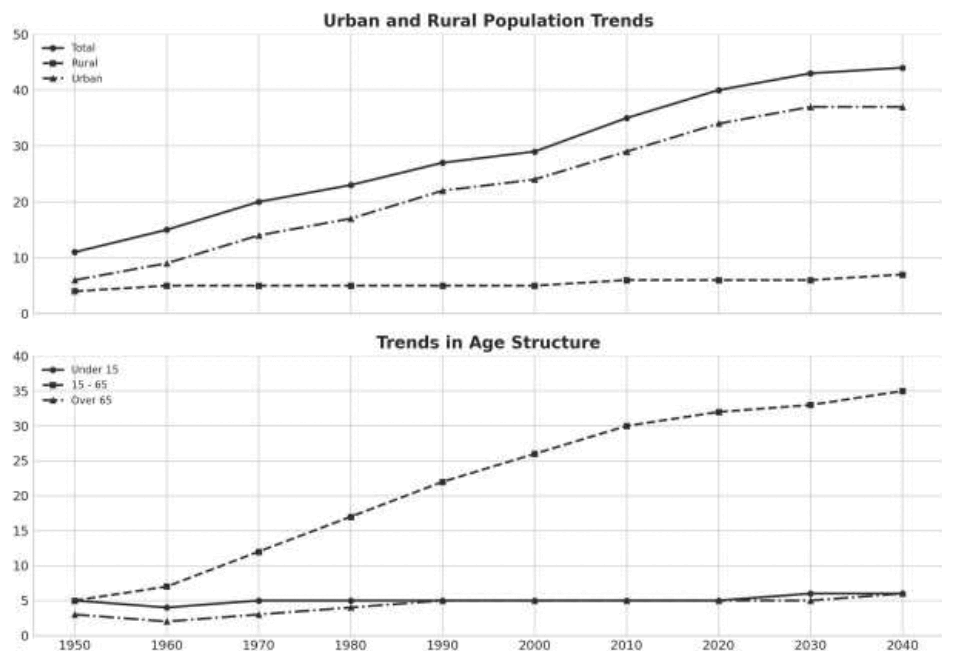 Urban and Rural Population Trends
50
Total
Rural
Urban
40
30
20
10
0
Trends in Age Structure
40
Under 15
15 - 65
Over 65
35
30
25
20
15
10
5
0
1950 1960 1970 1980 1990 2000 2010 2020 2030 2040